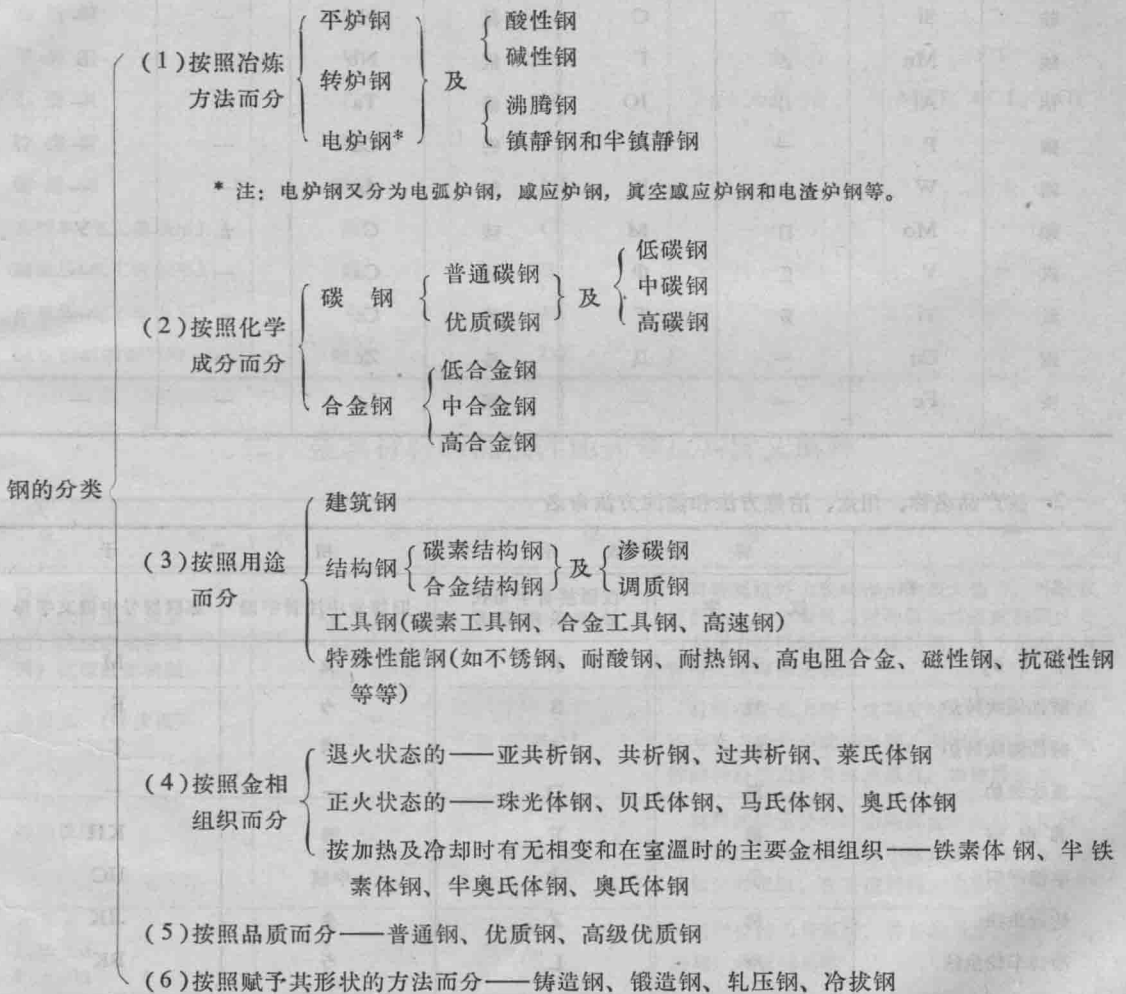 (1)按照冶炼
方法而分
平炉钢
转炉钢
电炉钢*
及
酸性钢
碱性钢
沸腾钢
镇静钢和半镇静钢
* 注: 电炉钢又分为电弧炉钢, 感应炉钢, 真空感应炉钢和电渣炉钢等。
(2)按照化学
成分而分
碳 钢
普通碳钢
优质碳钢
及
低碳钢
中碳钢
高碳钢
合金钢
低合金钢
中合金钢
高合金钢
钢的分类
(3)按照用途
而分
建筑钢
结构钢
碳素结构钢
合金结构钢
及
渗碳钢
调质钢
工具钢(碳素工具钢、合金工具钢、高速钢)
特殊性能钢(如不锈钢、耐酸钢、耐热钢、高电阻合金、磁性钢、抗磁性钢
等等)
(4)按照金相
组织而分
退火状态的——亚共析钢、共析钢、过共析钢、莱氏体钢
正火状态的——珠光体钢、贝氏体钢、马氏体钢、奥氏体钢
按加热及冷却时有无相变和在室温时的主要金相组织——铁素体 钢、半 铁
素体钢、半奥氏体钢、奥氏体钢
(5)按照品质而分——普通钢、优质钢、高级优质钢
(6)按照赋予其形状的方法而分——铸造钢、锻造钢、轧压钢、冷拔钢